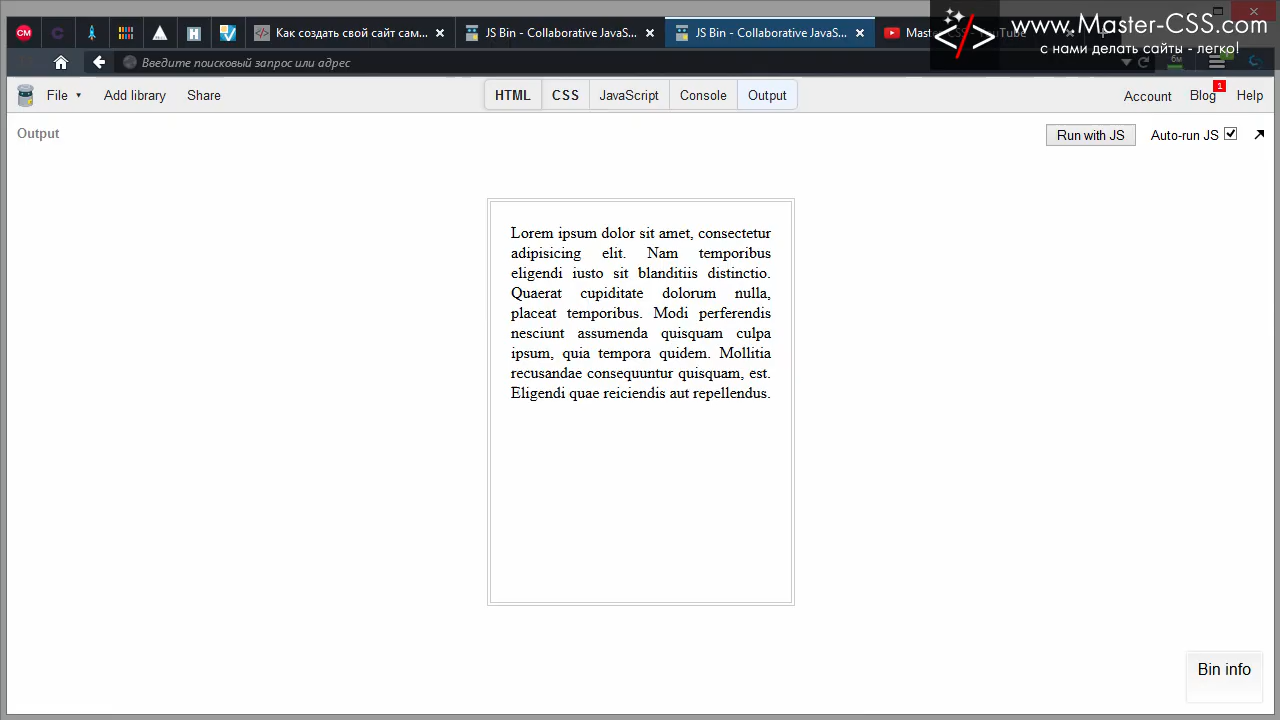 www.Master-CSS.com
с нами делать сайты - легко!
CM
Как создать свой сайт сам...
JS Bin - Collaborative JavaS...
JS Bin - Collaborative JavaS...
Введите поисковый запрос или адрес
File
Add library
Share
HTML
CSS
JavaScript
Console
Output
Account
Blog
1
Help
Output
Run with JS
Auto-run JS
Lorem ipsum dolor sit amet, consectetur
adipisicing elit. Nam temporibus
eligendi iusto sit blanditiis distinctio.
Quaerat cupiditate dolorum nulla,
placeat temporibus. Modi perferendis
nesciunt assumenda quisquam culpa
ipsum, quia tempora quidem. Mollitia
recusandae consequuntur quisquam, est.
Eligendi quae reiciendis aut repellendus.
Bin info